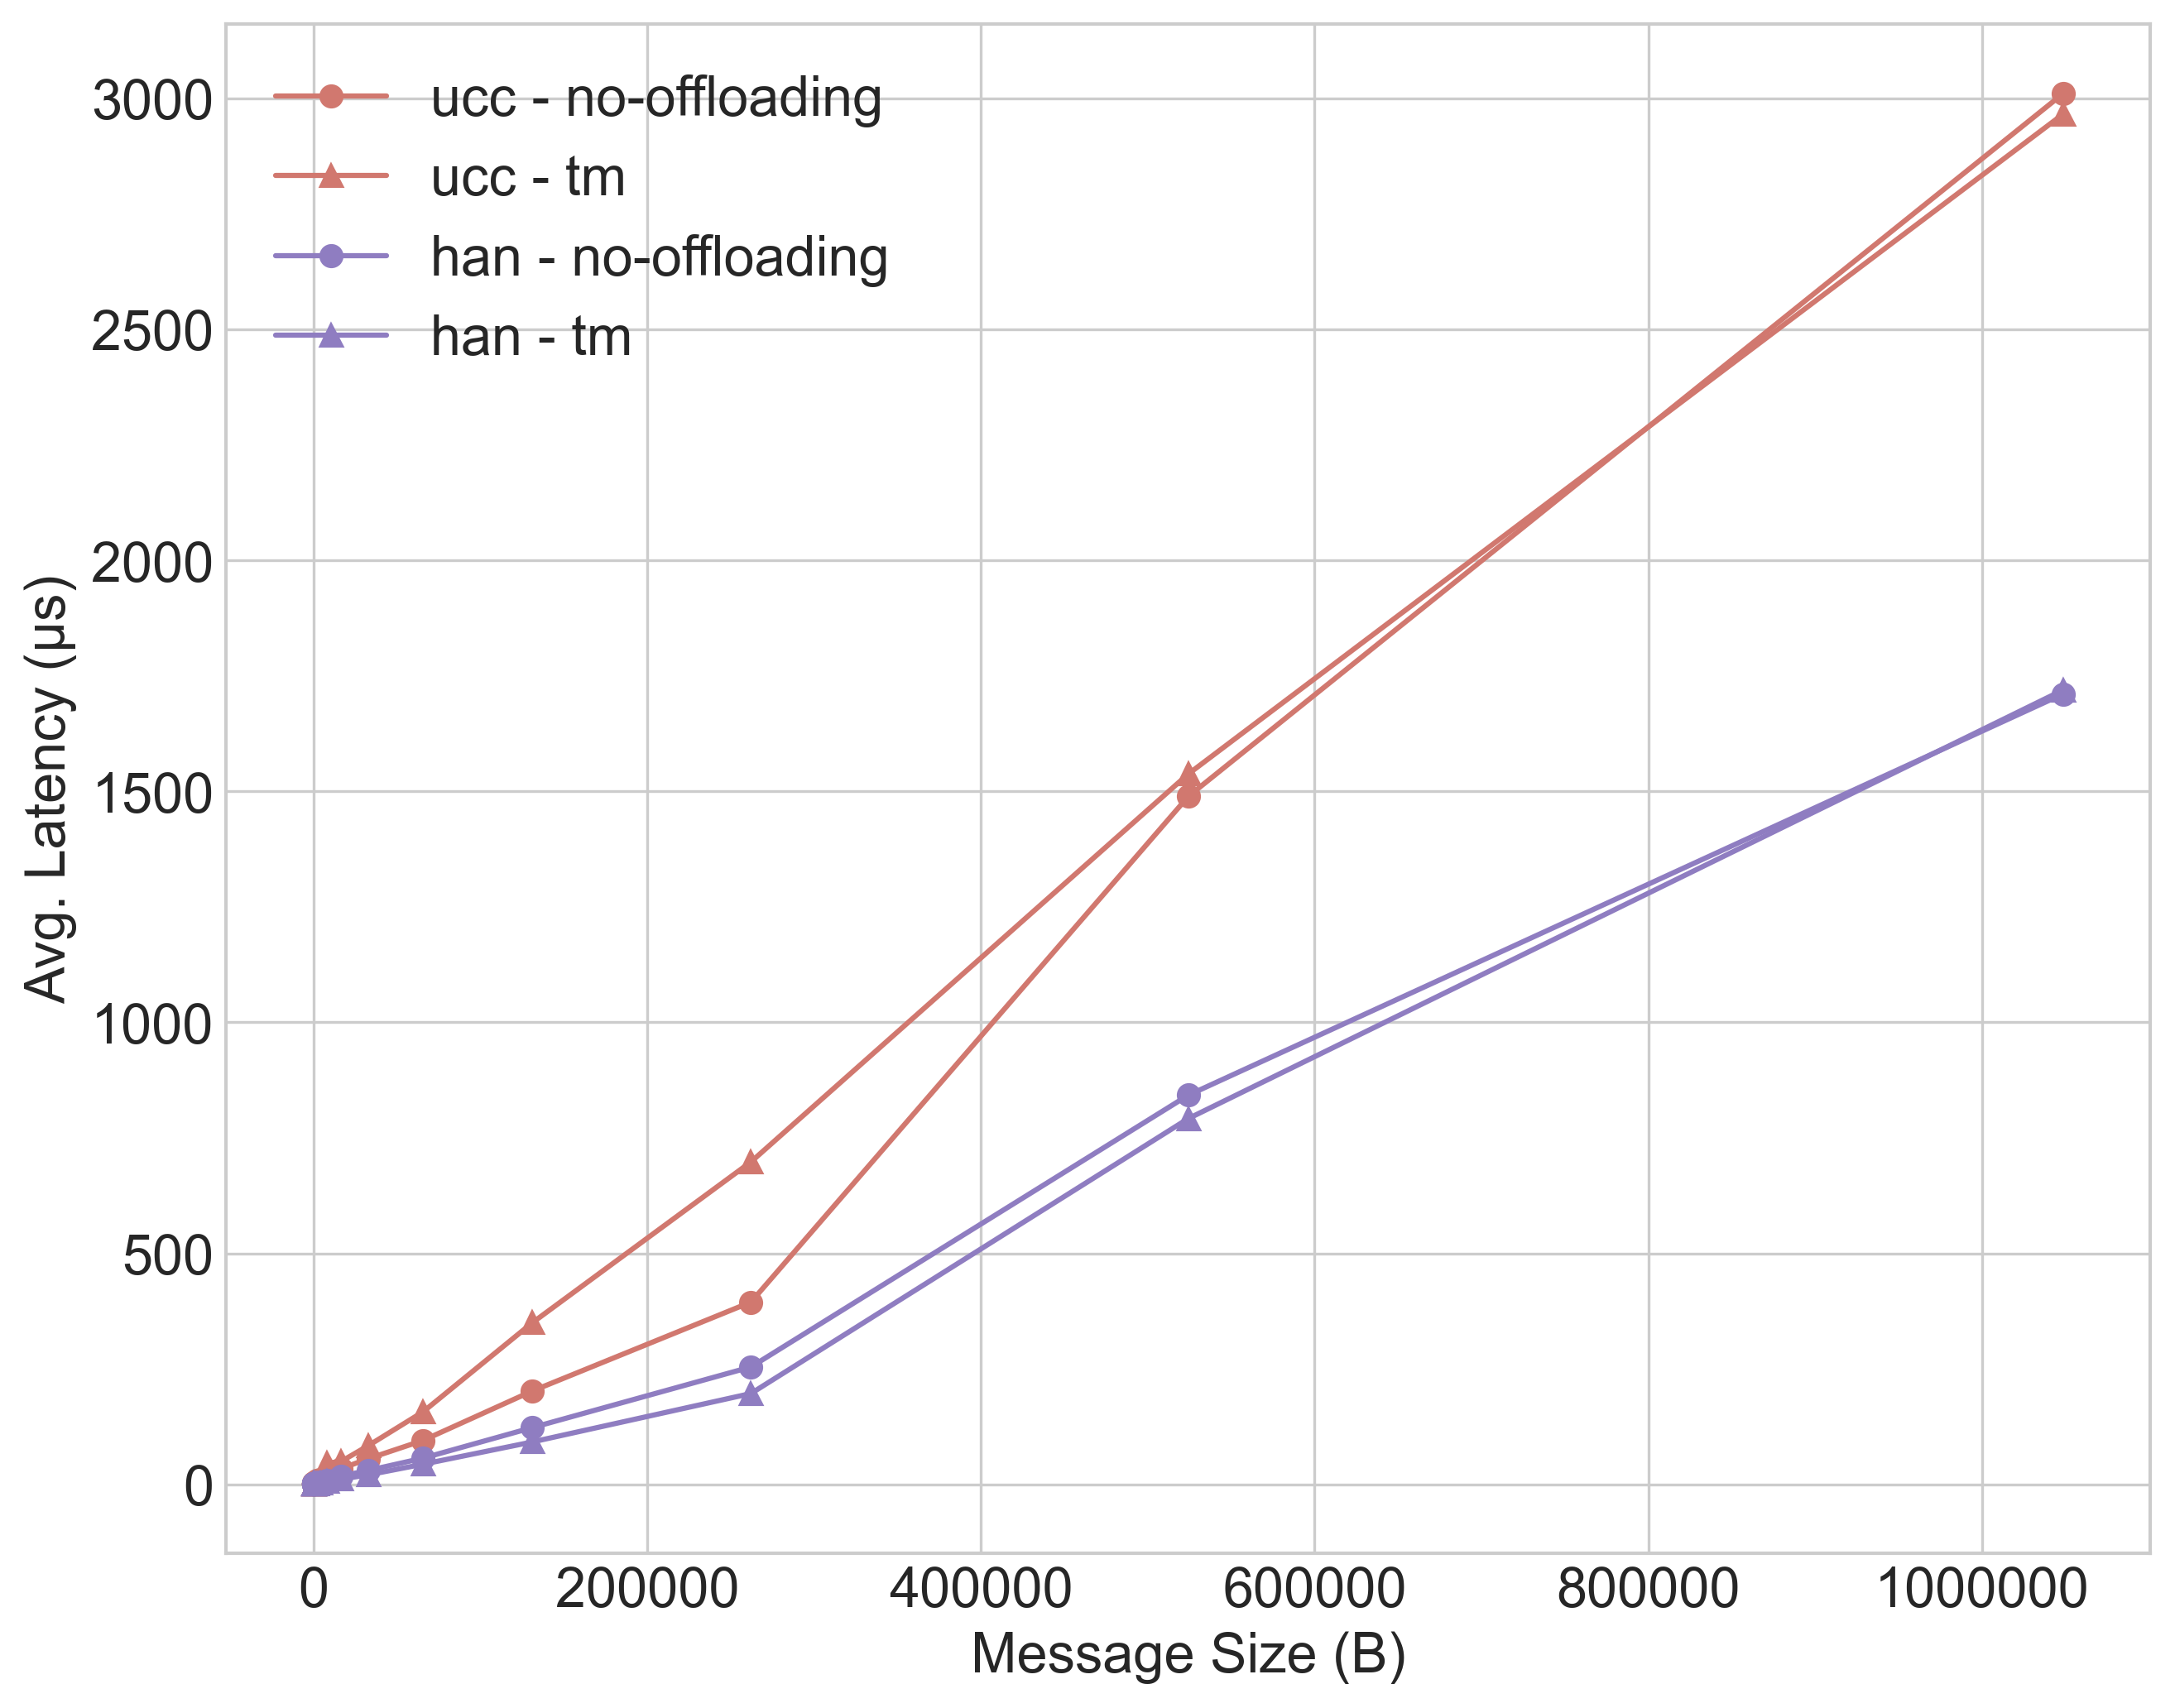 ucc - no-offloading
ucc - tm
han - no-offloading
han - tm
3000
2500
2000
1500
1000
500
0
Avg. Latency (µs)
0 200000 400000 600000 800000 1000000
Message Size (B)